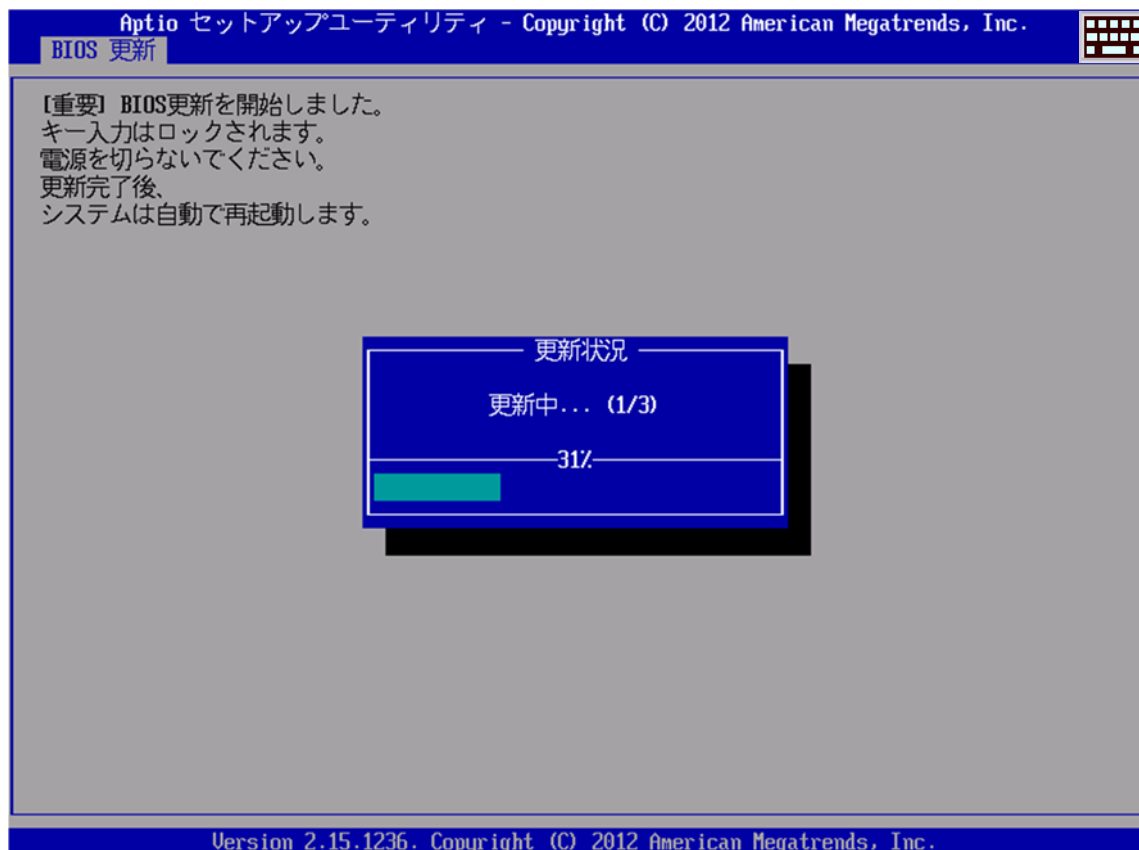 Aptio セットアップユーティリティ - Copyright (C) 2012 American Megatrends, Inc.
BIOS 更新
[重要] BIOS更新を開始しました。
キー入力はロックされます。
電源を切らないでください。
更新完了後、
システムは自動で再起動します。
更新状況
更新中... (1/3)
31%
Version 2.15.1236. Copyright (C) 2012 American Megatrends, Inc.